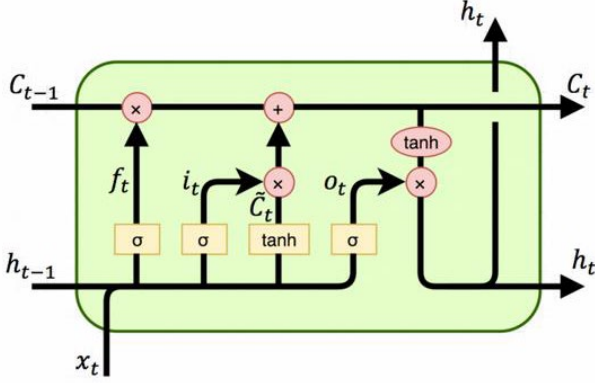 h_t
C_{t-1} × + C_t
tanh
f_t i_t × o_t ×
C̃_t
σ σ tanh σ
h_{t-1} h_t
x_t